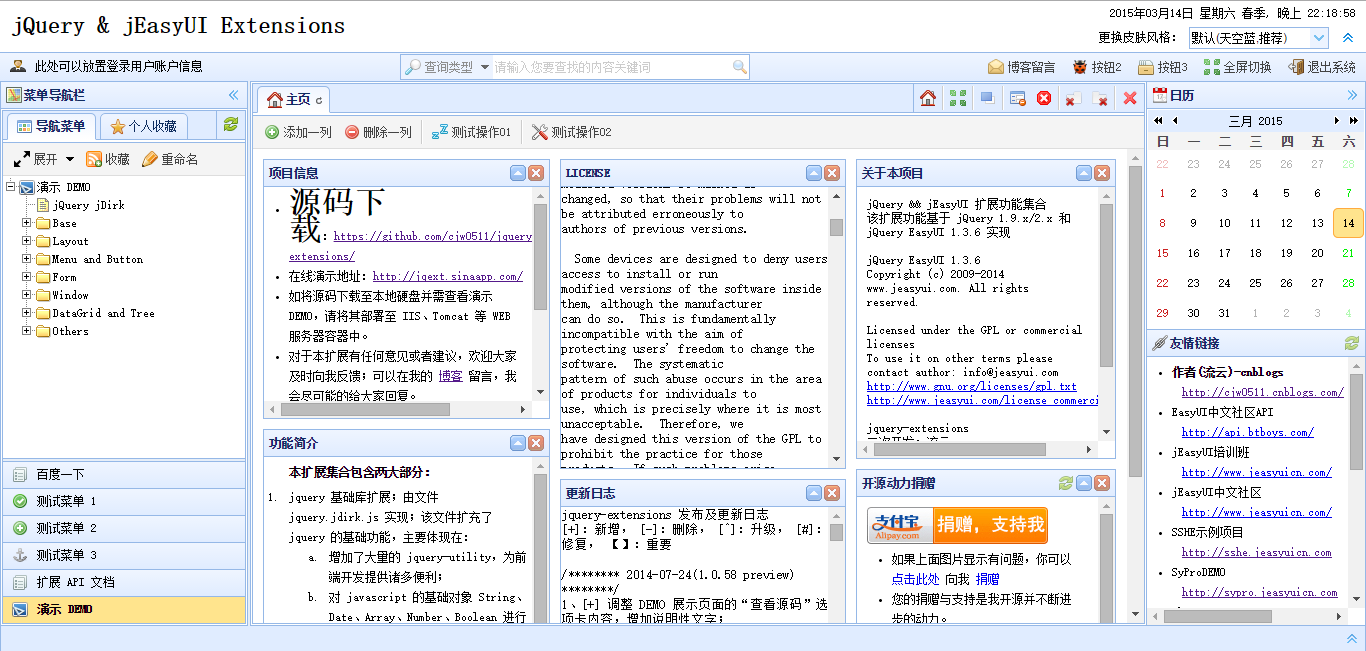 jQuery & jEasyUI Extensions
2015年03月14日 星期六 春季, 晚上 22:18:58
更换皮肤风格： 默认(天空蓝,推荐)
此处可以放置登录用户账户信息
查询类型 请输入您要查找的内容关键词
博客留言 按钮2 按钮3 全屏切换 退出系统
菜单导航栏
导航菜单 个人收藏
展开 收藏 重命名
演示 DEMO
jQuery jDirk
Base
Layout
Menu and Button
Form
Window
DataGrid and Tree
Others
百度一下
测试菜单 1
测试菜单 2
测试菜单 3
扩展 API 文档
演示 DEMO
主页
添加一列 删除一列 测试操作01 测试操作02
项目信息
源码下
载：https://github.com/cjw0511/jquery
extensions/
在线演示地址：http://jqext.sinaapp.com/
如将源码下载至本地硬盘并需查看演示
DEMO，请将其部署至 IIS、Tomcat 等 WEB
服务器容器中。
对于本扩展有任何意见或者建议，欢迎大家
及时向我反馈；可以在我的 博客 留言，我
会尽可能的给大家回复。
功能简介
本扩展集合包含两大部分：
1. jquery 基础库扩展；由文件
jquery.jdirk.js 实现；该文件扩充了
jquery 的基础功能，主要体现在：
a. 增加了大量的 jquery-utility，为前
端开发提供诸多便利；
b. 对 javascript 的基础对象 String、
Date、Array、Number、Boolean 进行
LICENSE
changed, so that their problems will not
be attributed erroneously to
authors of previous versions.
Some devices are designed to deny users
access to install or run
modified versions of the software inside
them, although the manufacturer
can do so.  This is fundamentally
incompatible with the aim of
protecting users' freedom to change the
software.  The systematic
pattern of such abuse occurs in the area
of products for individuals to
use, which is precisely where it is most
unacceptable.  Therefore, we
have designed this version of the GPL to
prohibit the practice for those
products.  If such problems arise
更新日志
jquery-extensions 发布及更新日志
[+]：新增， [-]：删除， [^]：升级， [#]：
修复， 【】：重要
/******** 2014-07-24(1.0.58 preview)
********/
1、[+] 调整 DEMO 展示页面的“查看源码”选
项卡内容，增加说明性文字；
关于本项目
jQuery && jEasyUI 扩展功能集合
该扩展功能基于 jQuery 1.9.x/2.x 和
jQuery EasyUI 1.3.6 实现
jQuery EasyUI 1.3.6
Copyright (c) 2009-2014
www.jeasyui.com. All rights
reserved.
Licensed under the GPL or commercial
licenses
To use it on other terms please
contact author: info@jeasyui.com
http://www.gnu.org/licenses/gpl.txt
http://www.jeasyui.com/license_commerci
jquery-extensions
二次开发：流云
开源动力捐赠
支付宝 Alipay.com 捐赠，支持我
如果上面图片显示有问题，你可以
点击此处 向我 捐赠
您的捐赠与支持是我开源并不断进
步的动力。
日历
三月 2015
日 一 二 三 四 五 六
22 23 24 25 26 27 28
1 2 3 4 5 6 7
8 9 10 11 12 13 14
15 16 17 18 19 20 21
22 23 24 25 26 27 28
29 30 31 1 2 3 4
友情链接
作者(流云)-cnblogs
http://cjw0511.cnblogs.com/
EasyUI中文社区API
http://api.btboys.com/
jEasyUI培训班
http://www.jeasyuicn.com/
jEasyUI中文社区
http://www.jeasyuicn.com/
SSHE示例项目
http://sshe.jeasyuicn.com
SyProDEMO
http://sypro.jeasyuicn.com